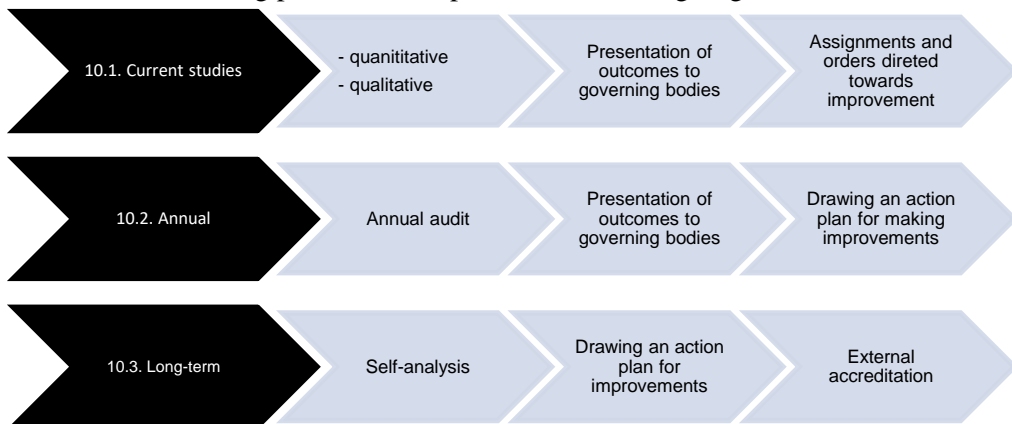 10.1. Current studies
- quanititative
- qualitative
Presentation of
outcomes to
governing bodies
Assignments and
orders direted
towards
improvement
10.2. Annual
Annual audit
Presentation of
outcomes to
governing bodies
Drawing an action
plan for making
improvements
10.3. Long-term
Self-analysis
Drawing an action
plan for
improvements
External
accreditation